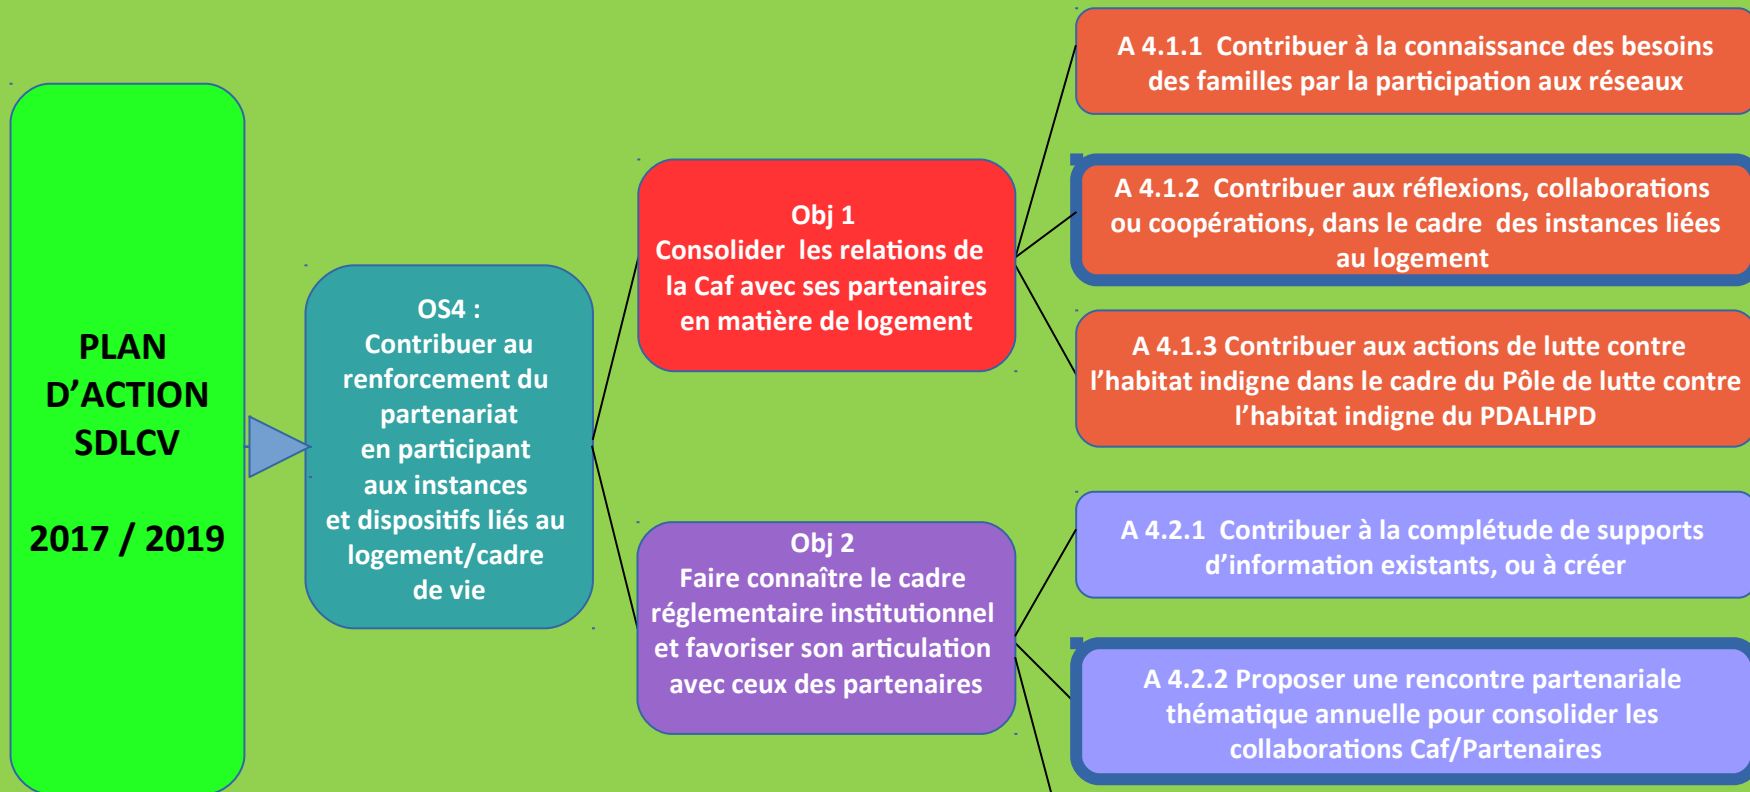 PLAN
D’ACTION
SDLCV
2017 / 2019
OS4 :
Contribuer au
renforcement du
partenariat
en participant
aux instances
et dispositifs liés au
logement/cadre
de vie
Obj 1
Consolider les relations de
la Caf avec ses partenaires
en matière de logement
A 4.1.1 Contribuer à la connaissance des besoins
des familles par la participation aux réseaux
A 4.1.2 Contribuer aux réflexions, collaborations
ou coopérations, dans le cadre des instances liées
au logement
A 4.1.3 Contribuer aux actions de lutte contre
l’habitat indigne dans le cadre du Pôle de lutte contre
l’habitat indigne du PDALHPD
Obj 2
Faire connaître le cadre
réglementaire institutionnel
et favoriser son articulation
avec ceux des partenaires
A 4.2.1 Contribuer à la complétude de supports
d’information existants, ou à créer
A 4.2.2 Proposer une rencontre partenariale
thématique annuelle pour consolider les
collaborations Caf/Partenaires